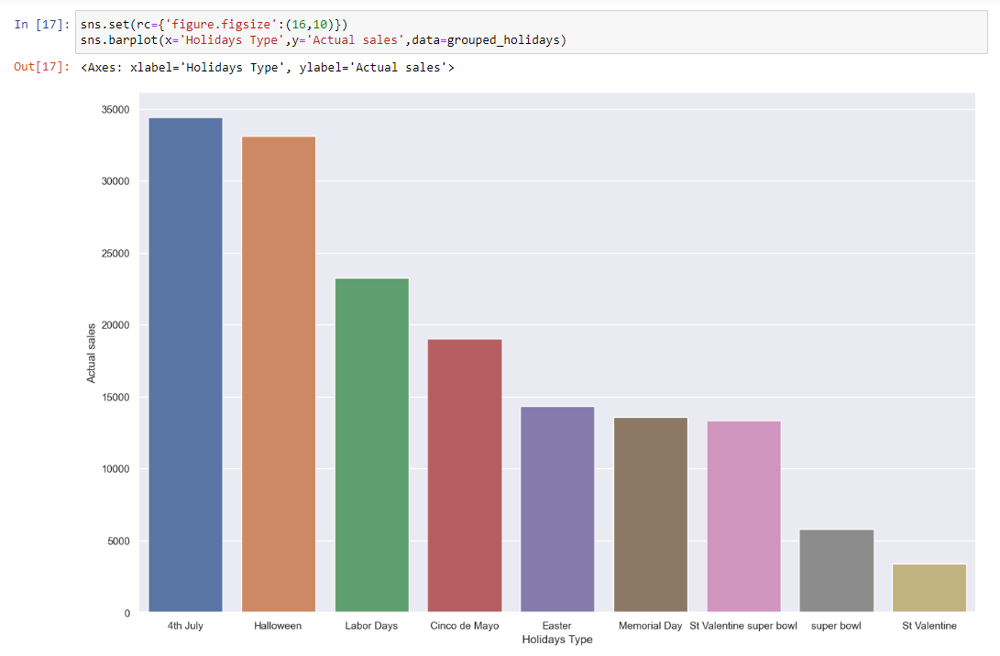 In [17]: sns.set(rc={'figure.figsize':(16,10)})
sns.barplot(x='Holidays Type',y='Actual sales',data=grouped_holidays)
Out[17]: <Axes: xlabel='Holidays Type', ylabel='Actual sales'>
35000
30000
25000
20000
15000
10000
5000
0
Actual sales
4th July Halloween Labor Days Cinco de Mayo Easter Memorial Day St Valentine super bowl super bowl St Valentine
Holidays Type